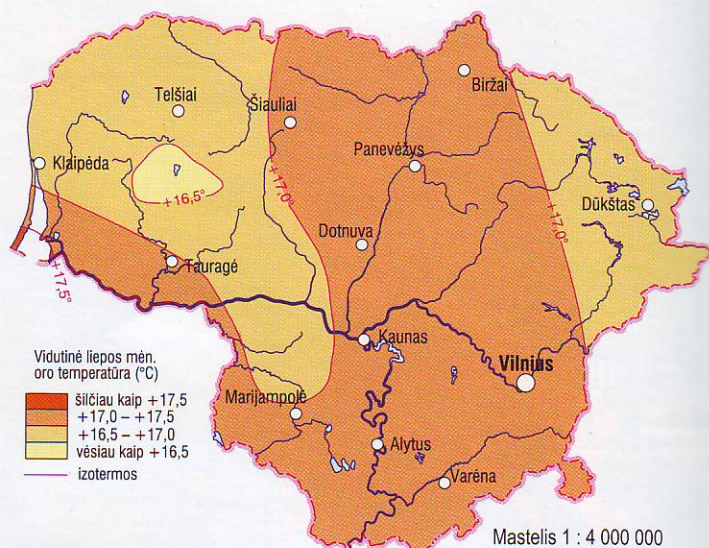 Telšiai
Šiauliai
Biržai
Klaipėda
Panevėžys
+16,5°
+17,0°
Dūkštas
+17,0°
Dotnuva
Tauragė
+17,5°
Kaunas
Vilnius
Marijampolė
Alytus
Varėna
Vidutinė liepos mėn.
oro temperatūra (°C)
šilčiau kaip +17,5
+17,0 – +17,5
+16,5 – +17,0
vėsiau kaip +16,5
izotermos
Mastelis 1 : 4 000 000